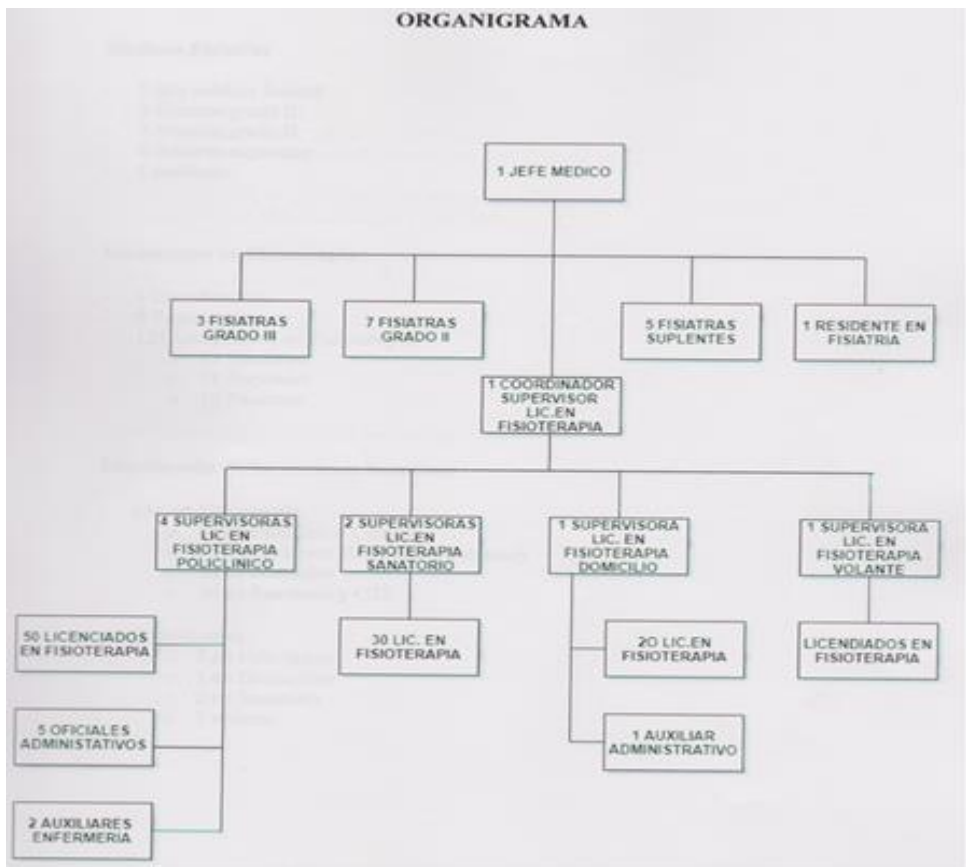 ORGANIGRAMA
1 JEFE MEDICO
3 FISIATRAS
GRADO III
7 FISIATRAS
GRADO II
5 FISIATRAS
SUPLENTES
1 RESIDENTE EN
FISIATRIA
1 COORDINADOR
SUPERVISOR
LIC.EN
FISIOTERAPIA
4 SUPERVISORAS
LIC EN
FISIOTERAPIA
POLICLINICO
2 SUPERVISORAS
LIC.EN
FISIOTERAPIA
SANATORIO
1 SUPERVISORA
LIC. EN
FISIOTERAPIA
DOMICILIO
1 SUPERVISORA
LIC. EN
FISIOTERAPIA
VOLANTE
50 LICENCIADOS
EN FISIOTERAPIA
30 LIC. EN
FISIOTERAPIA
2O LIC.EN
FISIOTERAPIA
LICENDIADOS EN
FISIOTERAPIA
5 OFICIALES
ADMINISTATIVOS
1 AUXILIAR
ADMINISTRATIVO
2 AUXILIARES
ENFERMERIA